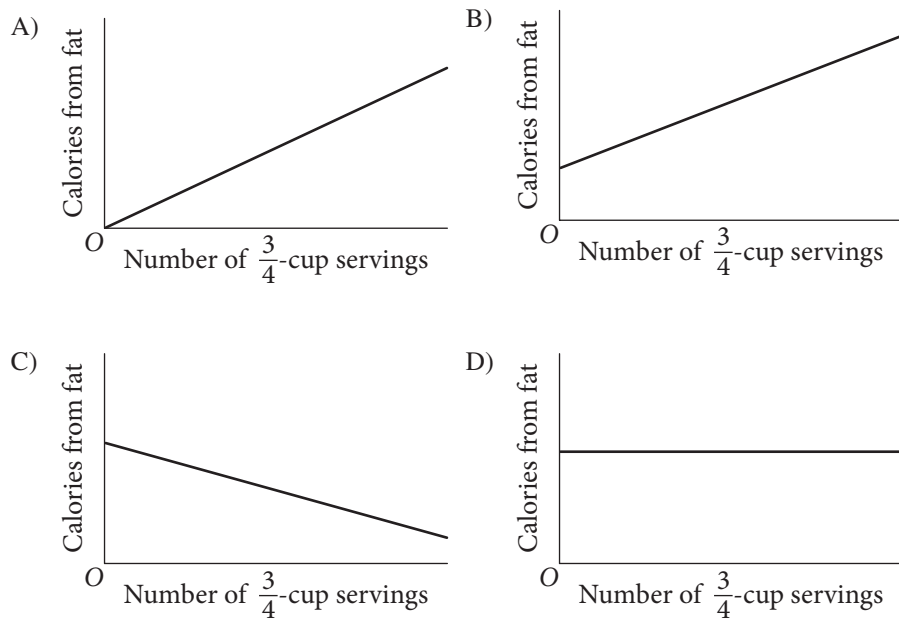 A)
Calories from fat
O
Number of 3/4-cup servings
B)
Calories from fat
O
Number of 3/4-cup servings
C)
Calories from fat
O
Number of 3/4-cup servings
D)
Calories from fat
O
Number of 3/4-cup servings